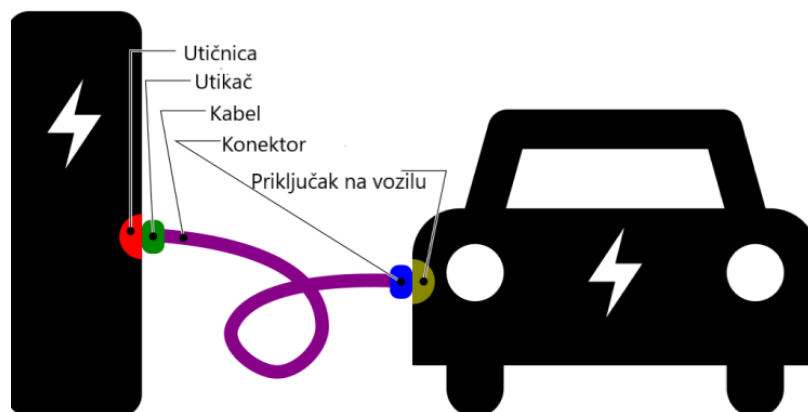 Utičnica
Utikač
Kabel
Konektor
Priključak na vozilu